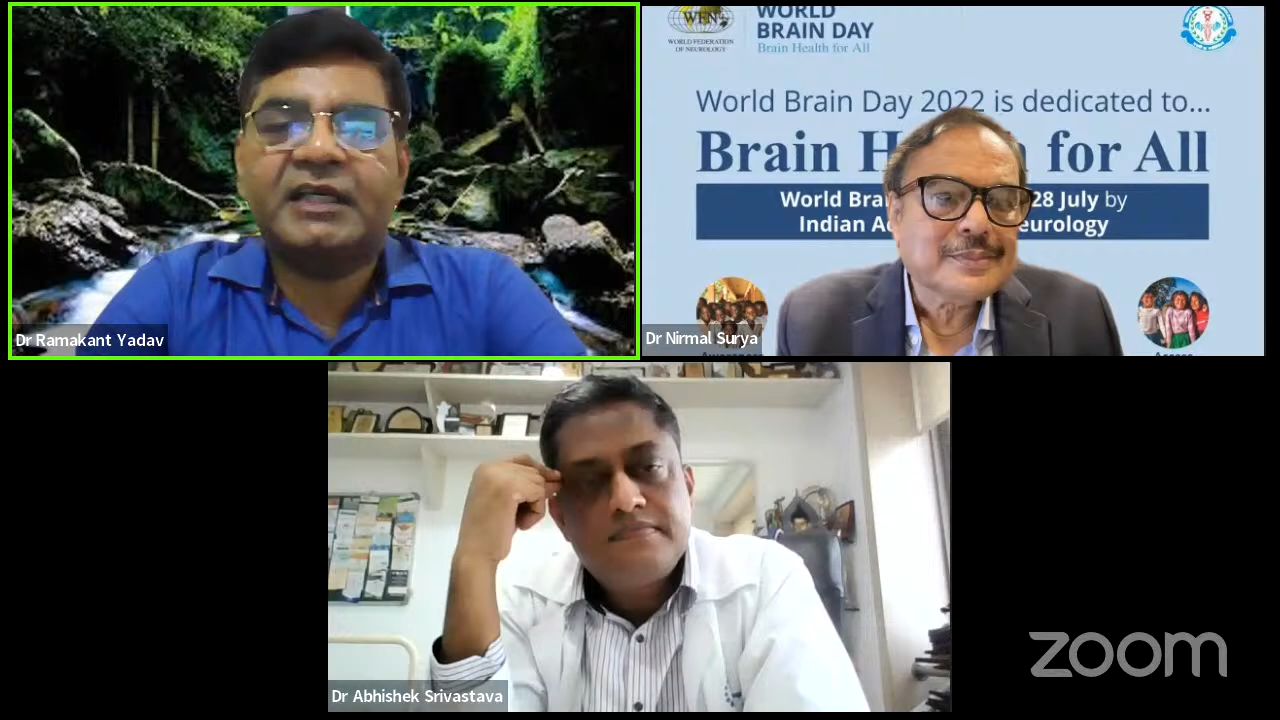 WFN
WORLD FEDERATION
OF NEUROLOGY
WORLD
BRAIN DAY
Brain Health for All
World Brain Day 2022 is dedicated to...
Brain H for All
World Bra 28 July by
Indian Ac eurology
Dr Ramakant Yadav
Dr Nirmal Surya
Dr Abhishek Srivastava
zoom